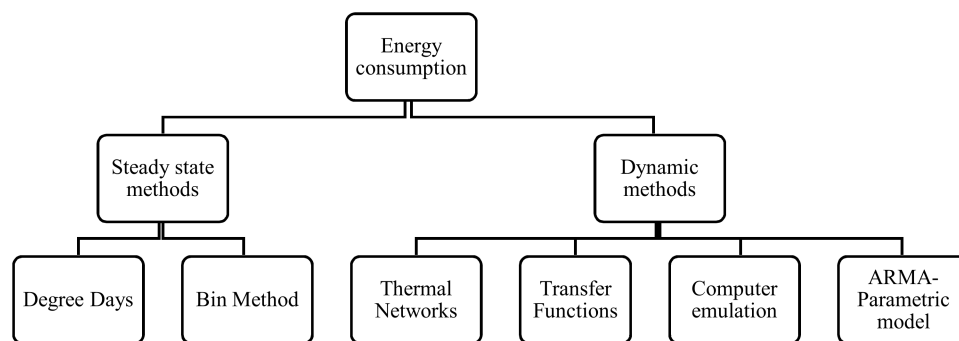 Energy
consumption
Steady state
methods
Dynamic
methods
Degree Days
Bin Method
Thermal
Networks
Transfer
Functions
Computer
emulation
ARMA-
Parametric
model